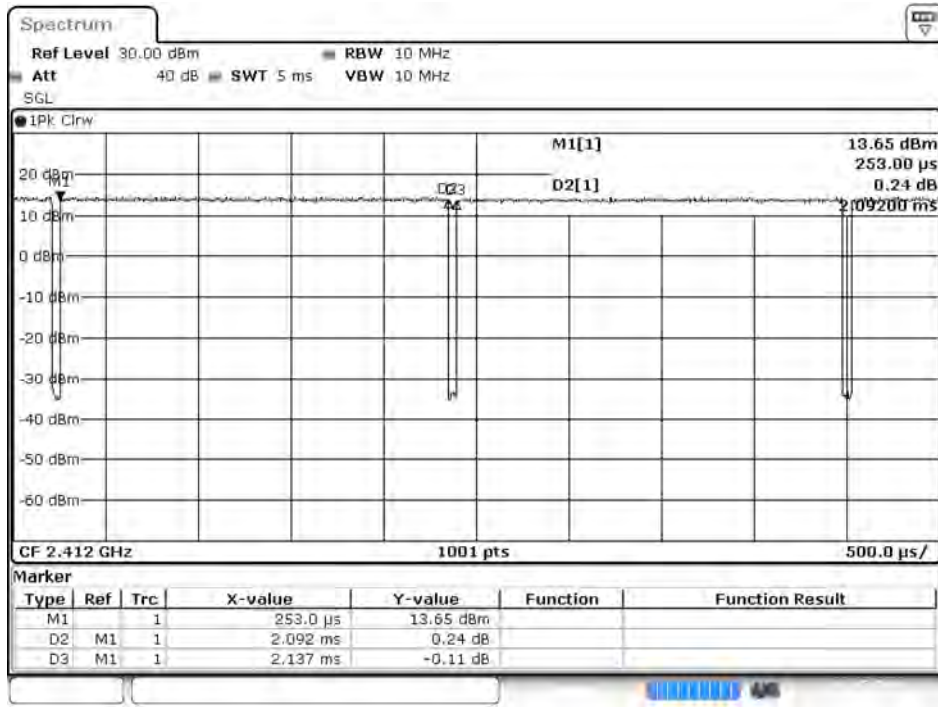 Spectrum
Ref Level 30.00 dBm RBW 10 MHz
Att 40 dB SWT 5 ms VBW 10 MHz
SGL
1Pk Clrw
M1[1] 13.65 dBm
253.00 µs
20 dBm
M1
D2[1] 0.24 dB
2.09200 ms
10 dBm
0 dBm
-10 dBm
-20 dBm
-30 dBm
-40 dBm
-50 dBm
-60 dBm
CF 2.412 GHz 1001 pts 500.0 µs/
Marker
Type Ref Trc X-value Y-value Function Function Result
M1 1 253.0 µs 13.65 dBm
D2 M1 1 2.092 ms 0.24 dB
D3 M1 1 2.137 ms -0.11 dB